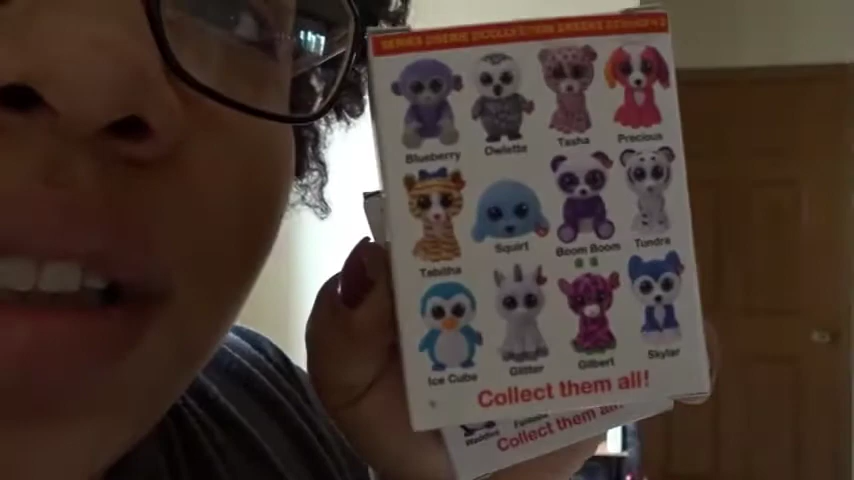 Blueberry Owlette Tasha Precious
Tabitha Squirt Boom Boom Tundra
Ice Cube Glitter Gilbert Skylar
Collect them all!
Waddles
Collect them all